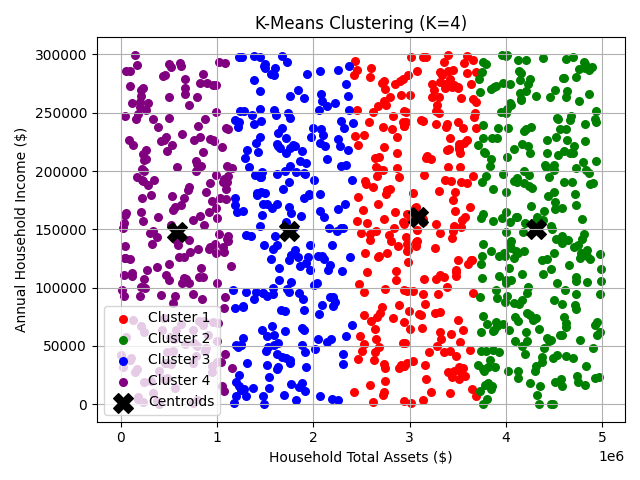 K-Means Clustering (K=4)
Annual Household Income ($)
300000
250000
200000
150000
100000
50000
0
Cluster 1
Cluster 2
Cluster 3
Cluster 4
Centroids
0 1 2 3 4 5
1e6
Household Total Assets ($)